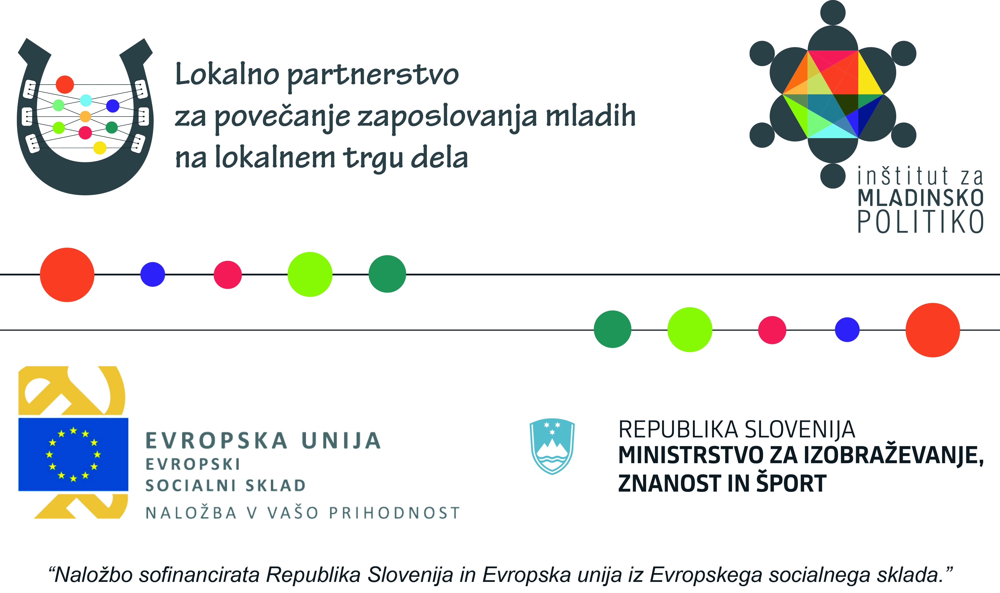 Lokalno partnerstvo
za povečanje zaposlovanja mladih
na lokalnem trgu dela
inštitut za
MLADINSKO
POLITIKO
EVROPSKA UNIJA
EVROPSKI
SOCIALNI SKLAD
NALOŽBA V VAŠO PRIHODNOST
REPUBLIKA SLOVENIJA
MINISTRSTVO ZA IZOBRAŽEVANJE,
ZNANOST IN ŠPORT
“Naložbo sofinancirata Republika Slovenija in Evropska unija iz Evropskega socialnega sklada.”